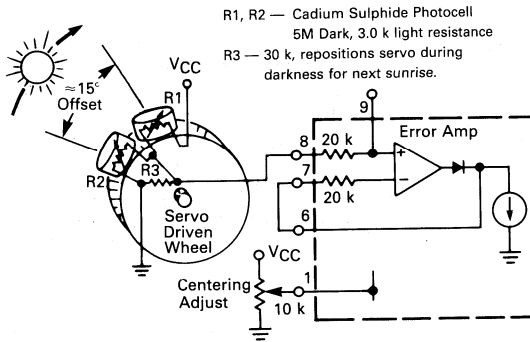 R1, R2 — Cadium Sulphide Photocell
5M Dark, 3.0 k light resistance
R3 — 30 k, repositions servo during
darkness for next sunrise.
≈15°
Offset
VCC
R1
R2
R3
Servo
Driven
Wheel
9
8
20 k
Error Amp
+
7
20 k
–
6
VCC
Centering
Adjust
1
10 k